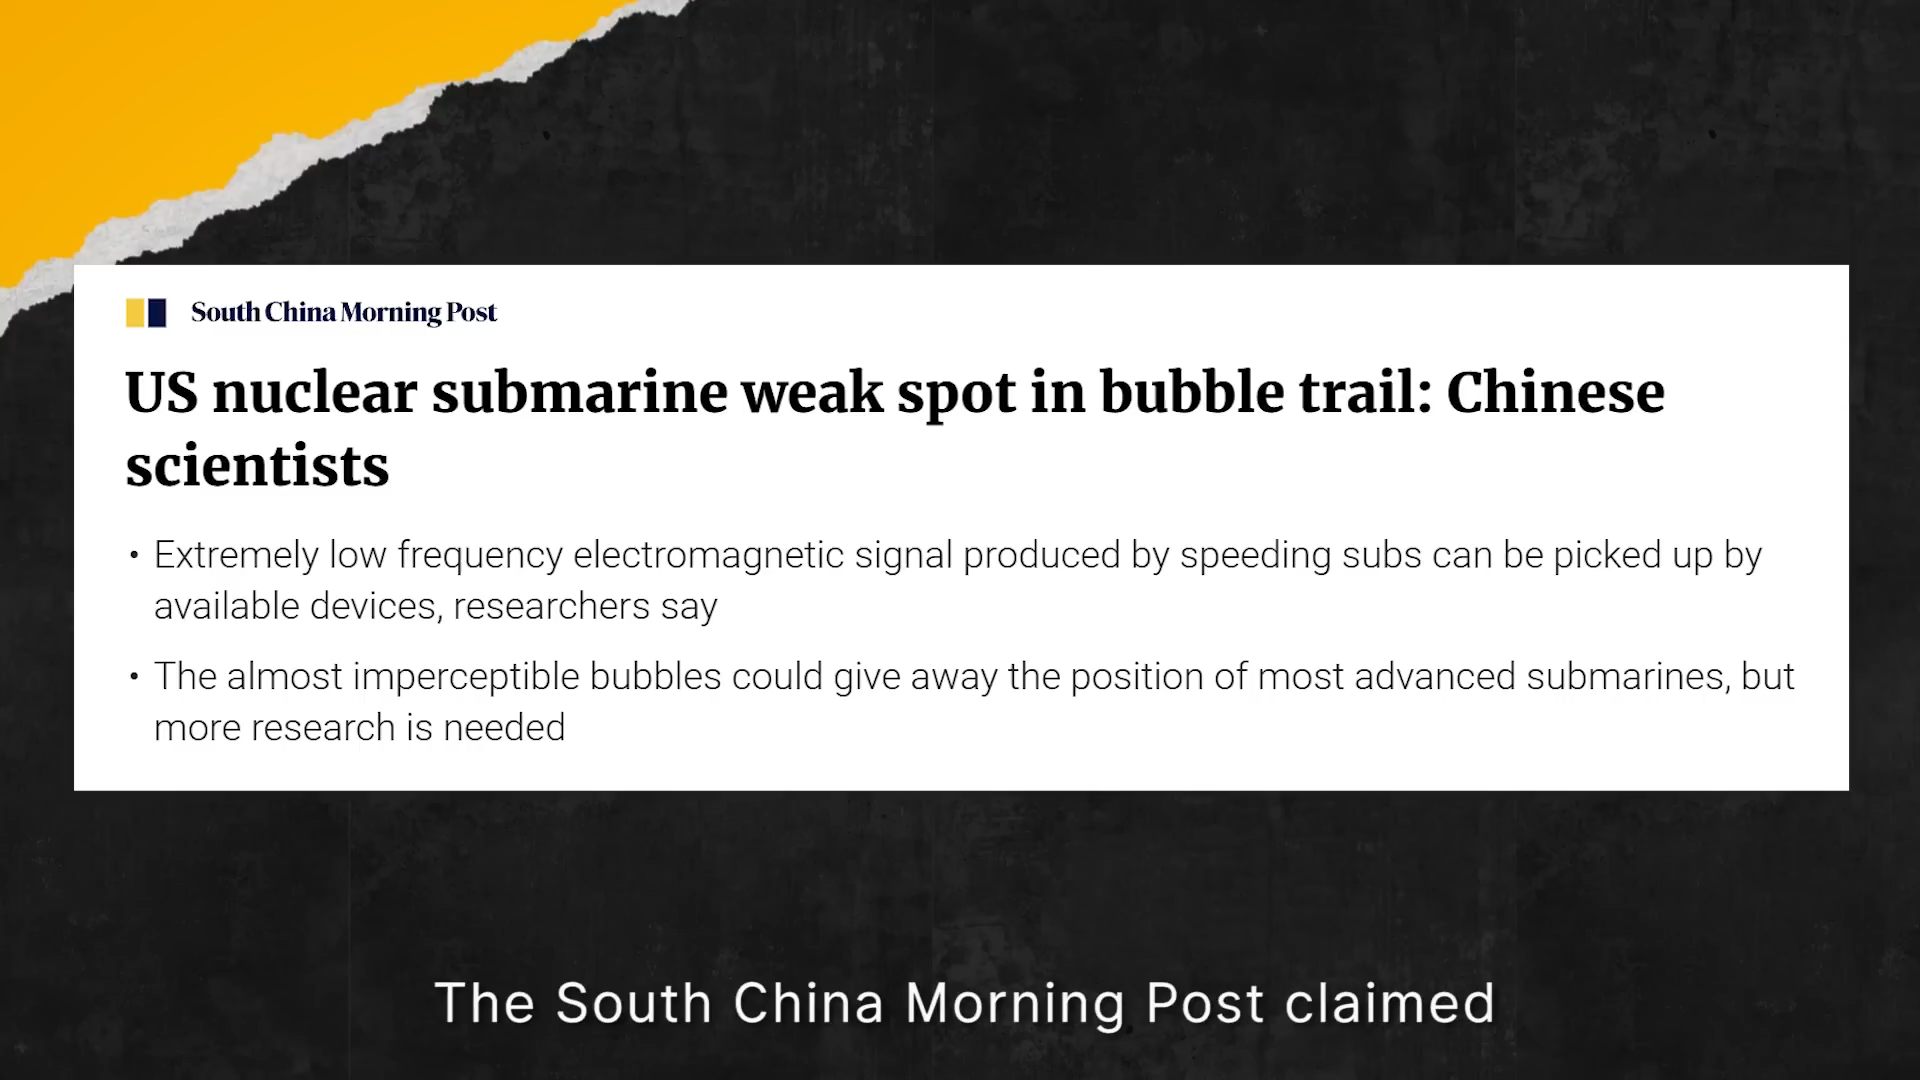 South China Morning Post
US nuclear submarine weak spot in bubble trail: Chinese
scientists
• Extremely low frequency electromagnetic signal produced by speeding subs can be picked up by
available devices, researchers say
• The almost imperceptible bubbles could give away the position of most advanced submarines, but
more research is needed
The South China Morning Post claimed